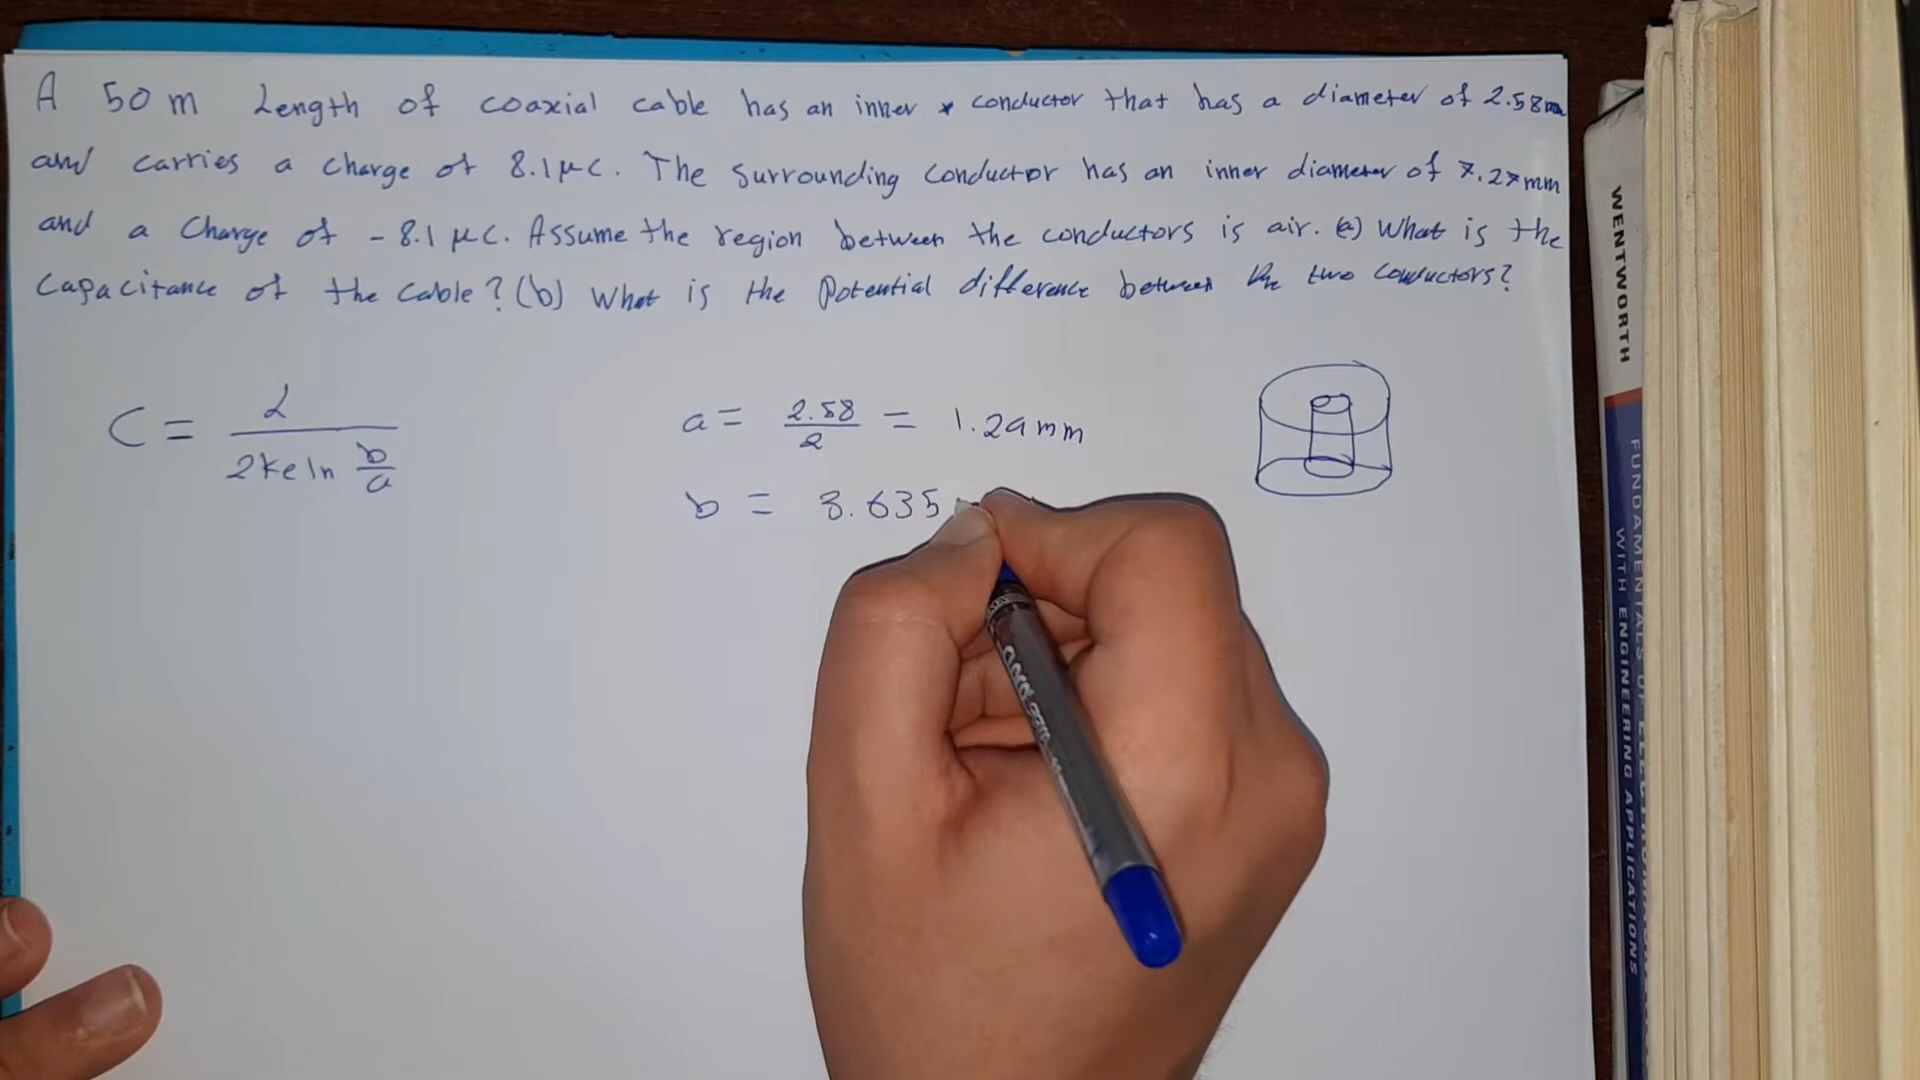 A 50 m Length of coaxial cable has an inner conductor that has a diameter of 2.58mm
and carries a charge of 8.1μC. The surrounding conductor has an inner diameter of 7.27mm
and a charge of -8.1 μC. Assume the region between the conductors is air. (a) What is the
Capacitance of the cable? (b) What is the Potential difference between the two conductors?
C = L / 2ke ln b/a
a = 2.58/2 = 1.29mm
b = 3.635
WENTWORTH
FUNDAMENTALS OF
WITH ENGINEERING APPLICATIONS